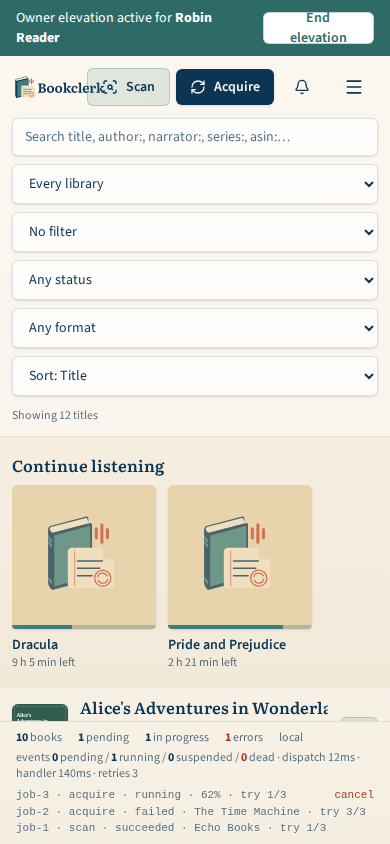 Owner elevation active for Robin Reader
End elevation
Bookclerk
Scan
Acquire
Search title, author:, narrator:, series:, asin:…
Every library
No filter
Any status
Any format
Sort: Title
Showing 12 titles
Continue listening
Dracula
9 h 5 min left
Pride and Prejudice
2 h 21 min left
Alice's
Alice's Adventures in Wonderla
10 books 1 pending 1 in progress 1 errors local
events 0 pending / 1 running / 0 suspended / 0 dead · dispatch 12ms ·
handler 140ms · retries 3
job-3 · acquire · running · 62% · try 1/3 cancel
job-2 · acquire · failed · The Time Machine · try 3/3
job-1 · scan · succeeded · Echo Books · try 1/3